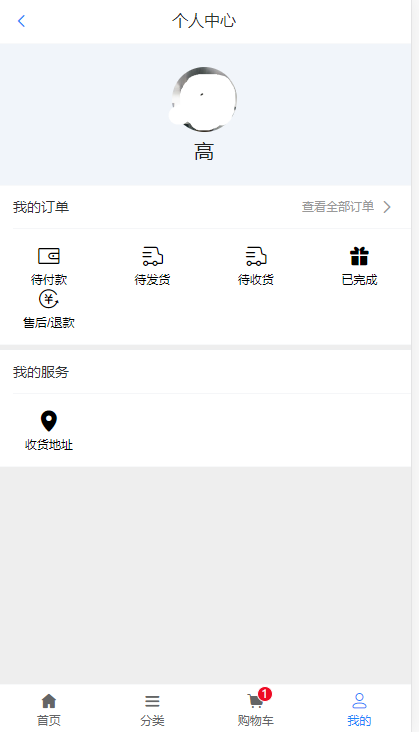 个人中心
高
我的订单 查看全部订单
待付款 待发货 待收货 已完成
售后/退款
我的服务
收货地址
1
首页 分类 购物车 我的